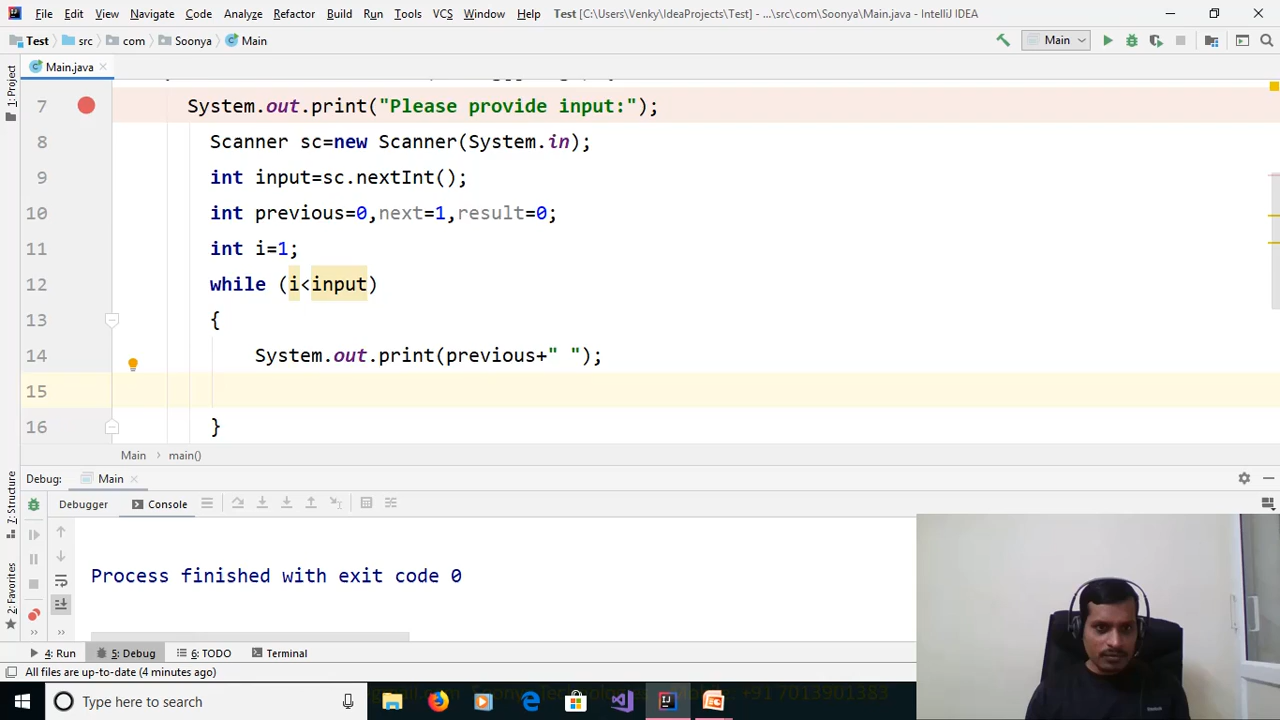 File Edit View Navigate Code Analyze Refactor Build Run Tools VCS Window Help Test [C:\Users\Venky\IdeaProjects\Test] - ...\src\com\Soonya\Main.java - IntelliJ IDEA
Test src com Soonya Main Main
Main.java
1: Project
7 System.out.print("Please provide input:");
8 Scanner sc=new Scanner(System.in);
9 int input=sc.nextInt();
10 int previous=0,next=1,result=0;
11 int i=1;
12 while (i<input)
13 {
14 System.out.print(previous+" ");
15
16 }
Main main()
Debug: Main
7: Structure
Debugger Console
Process finished with exit code 0
2: Favorites
4: Run 5: Debug 6: TODO Terminal
All files are up-to-date (4 minutes ago)
Type here to search